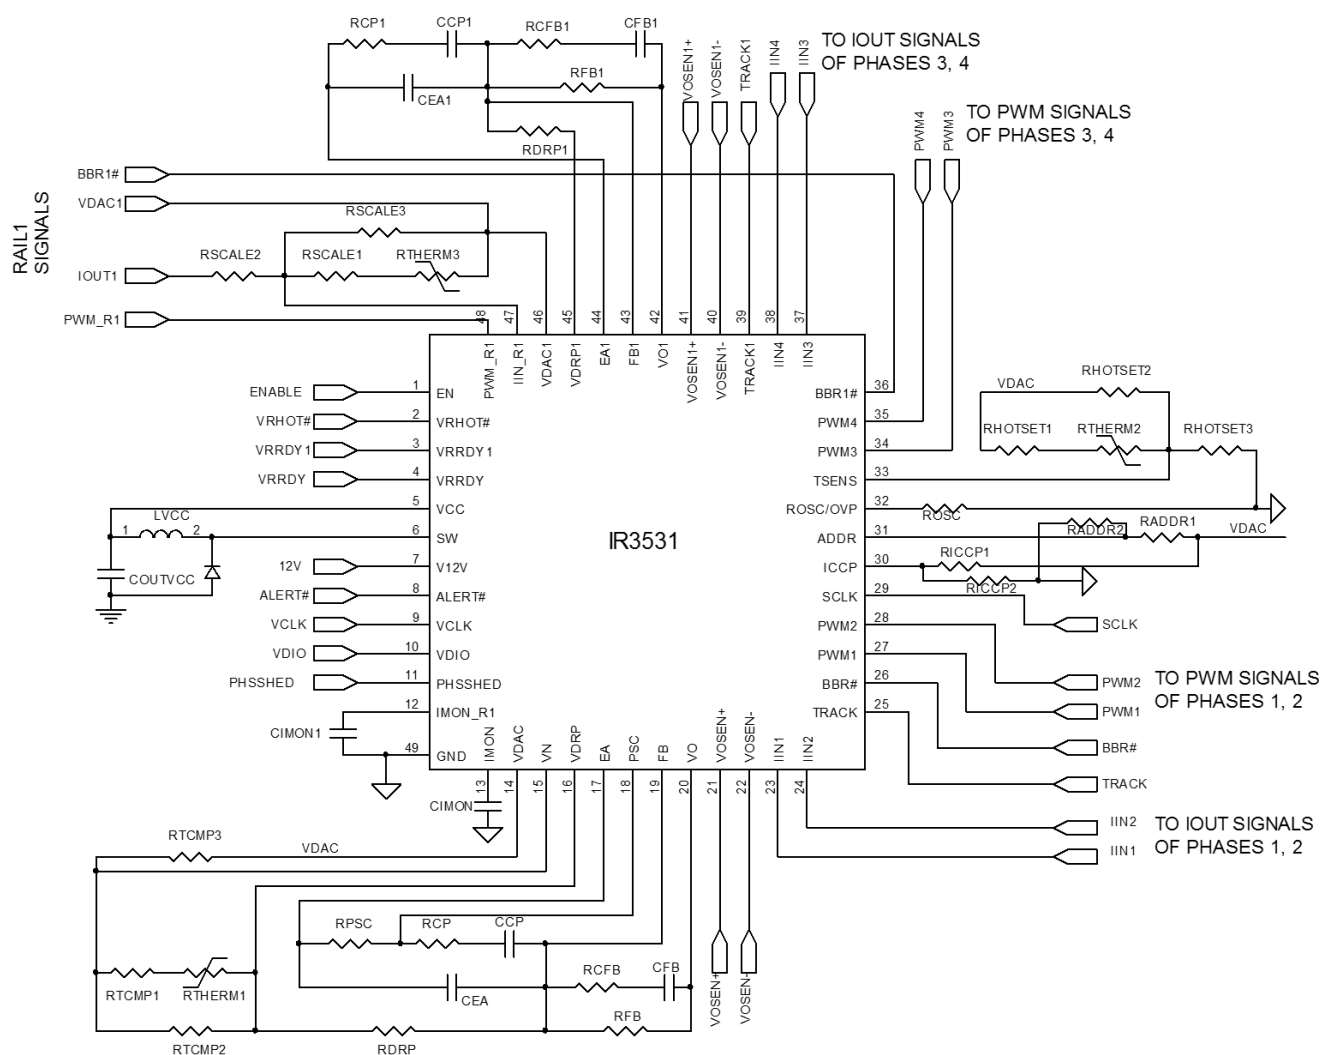 RCP1
CCP1
RCFB1
CFB1
CEA1
RFB1
RDRP1
VOSEN1+
VOSEN1-
TRACK1
IIN4
IIN3
TO IOUT SIGNALS
OF PHASES 3, 4
PWM4
PWM3
TO PWM SIGNALS
OF PHASES 3, 4
RAIL1
SIGNALS
BBR1#
VDAC1
IOUT1
PWM_R1
RSCALE3
RSCALE2
RSCALE1
RTHERM3
48
47
46
45
44
43
42
41
40
39
38
37
PWM_R1
IIN_R1
VDAC1
VDRP1
EA1
FB1
VO1
VOSEN1+
VOSEN1-
TRACK1
IIN4
IIN3
ENABLE
1
EN
VRHOT#
2
VRHOT#
VRRDY1
3
VRRDY1
VRRDY
4
VRRDY
5
VCC
1
LVCC
2
6
SW
COUTVCC
12V
7
V12V
ALERT#
8
ALERT#
VCLK
9
VCLK
VDIO
10
VDIO
PHSSHED
11
PHSSHED
12
IMON_R1
CIMON1
49
GND
IR3531
BBR1#
36
PWM4
35
PWM3
34
TSENS
33
ROSC/OVP
32
ADDR
31
ICCP
30
SCLK
29
PWM2
28
PWM1
27
BBR#
26
TRACK
25
VDAC
RHOTSET2
RHOTSET1
RTHERM2
RHOTSET3
ROSC
RADDR2
RADDR1
VDAC
RICCP1
RICCP2
SCLK
PWM2
PWM1
TO PWM SIGNALS
OF PHASES 1, 2
BBR#
TRACK
IIN2
IIN1
TO IOUT SIGNALS
OF PHASES 1, 2
IMON
VDAC
VN
VDRP
EA
PSC
FB
VO
VOSEN+
VOSEN-
IIN1
IIN2
13
14
15
16
17
18
19
20
21
22
23
24
CIMON
RTCMP3
VDAC
RPSC
RCP
CCP
RTCMP1
RTHERM1
CEA
RCFB
CFB
RTCMP2
RDRP
RFB
VOSEN+
VOSEN-